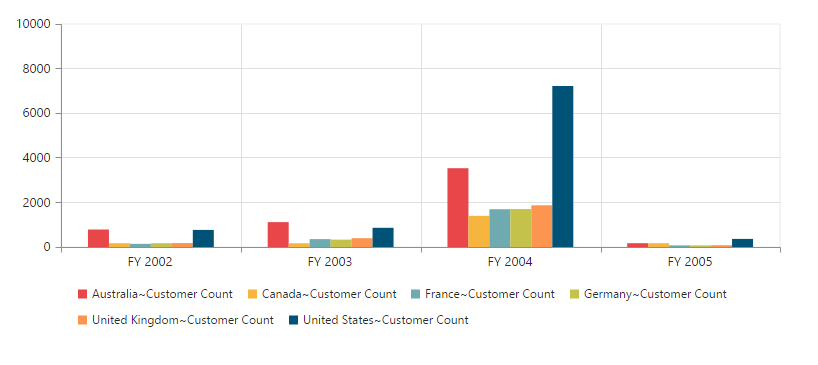 10000
8000
6000
4000
2000
0
FY 2002 FY 2003 FY 2004 FY 2005
Australia~Customer Count Canada~Customer Count France~Customer Count Germany~Customer Count
United Kingdom~Customer Count United States~Customer Count